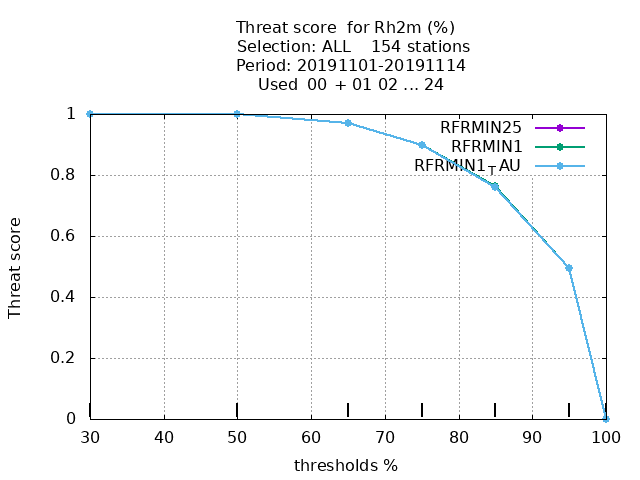 Threat score  for Rh2m (%)
Selection: ALL    154 stations
Period: 20191101-20191114
Used  00 + 01 02 ... 24
RFRMIN25
RFRMIN1
RFRMIN1TAU
1
0.8
0.6
0.4
0.2
0
Threat score
30 40 50 60 70 80 90 100
thresholds %